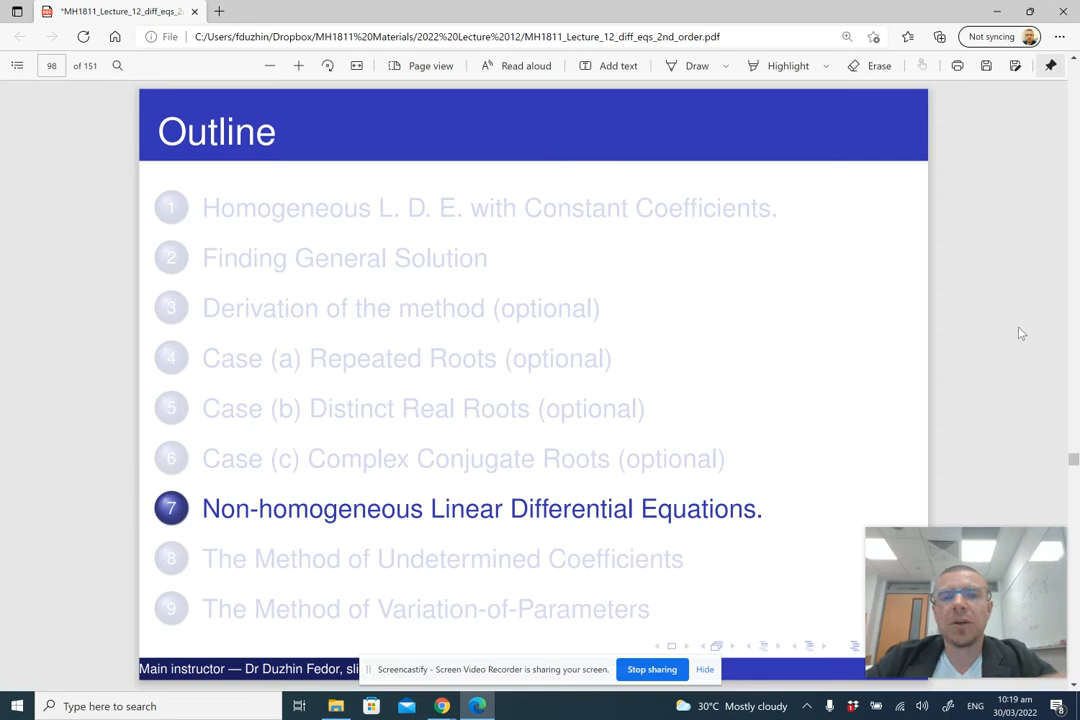 *MH1811_Lecture_12_diff_eqs_2
File
C:/Users/fduzhin/Dropbox/MH1811%20Materials/2022%20Lecture%2012/MH1811_Lecture_12_diff_eqs_2nd_order.pdf
Not syncing
98 of 151
Page view
Read aloud
Add text
Draw
Highlight
Erase
Outline
1 Homogeneous L. D. E. with Constant Coefficients.
2 Finding General Solution
3 Derivation of the method (optional)
4 Case (a) Repeated Roots (optional)
5 Case (b) Distinct Real Roots (optional)
6 Case (c) Complex Conjugate Roots (optional)
7 Non-homogeneous Linear Differential Equations.
8 The Method of Undetermined Coefficients
9 The Method of Variation-of-Parameters
Main instructor — Dr Duzhin Fedor, sli
Screencastify - Screen Video Recorder is sharing your screen.
Stop sharing
Hide
Type here to search
30°C Mostly cloudy
ENG
10:19 am
30/03/2022
8